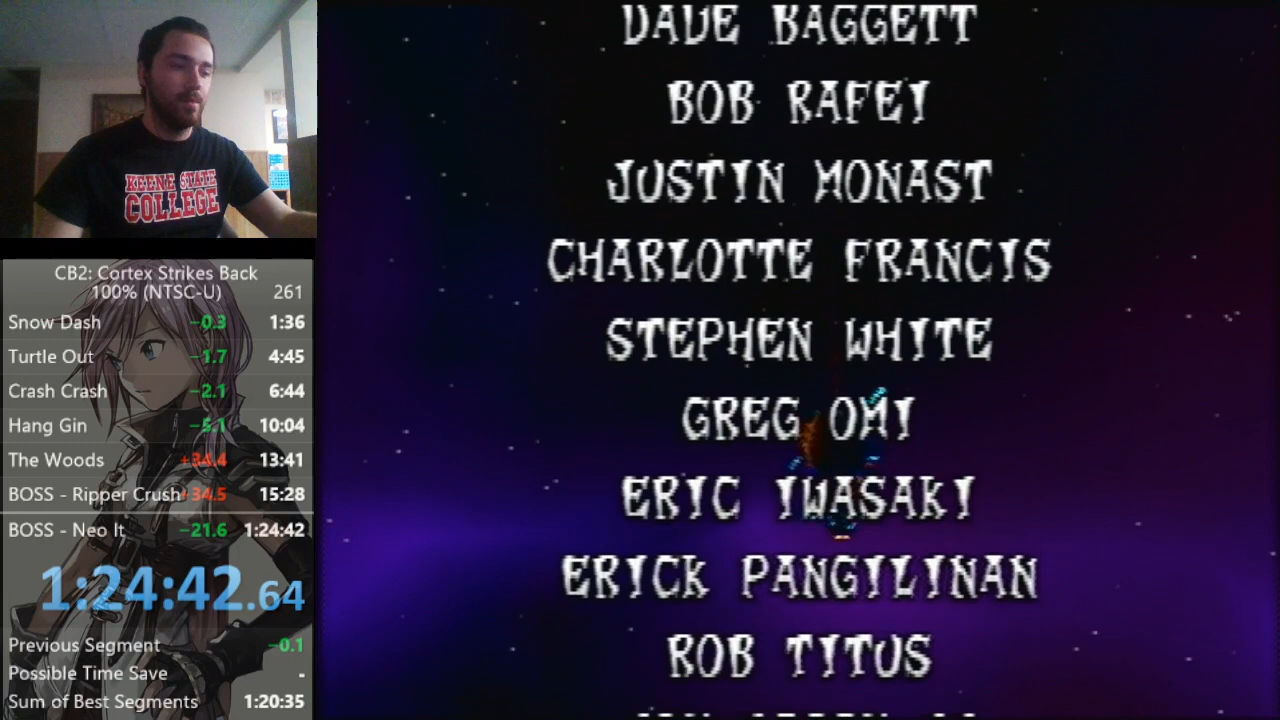 DAVE BAGGETT
BOB RAFEI
JUSTIN MONAST
CHARLOTTE FRANCIS
STEPHEN WHITE
GREG OMI
ERIC IWASAKI
ERICK PANGILINAN
ROB TITUS
KEENE STATE
COLLEGE
CB2: Cortex Strikes Back
100% (NTSC-U) 261
Snow Dash -0.3 1:36
Turtle Out -1.7 4:45
Crash Crash -2.1 6:44
Hang Gin -5.1 10:04
The Woods +34.4 13:41
BOSS - Ripper Crush +34.5 15:28
BOSS - Neo It -21.6 1:24:42
1:24:42.64
Previous Segment -0.1
Possible Time Save -
Sum of Best Segments 1:20:35